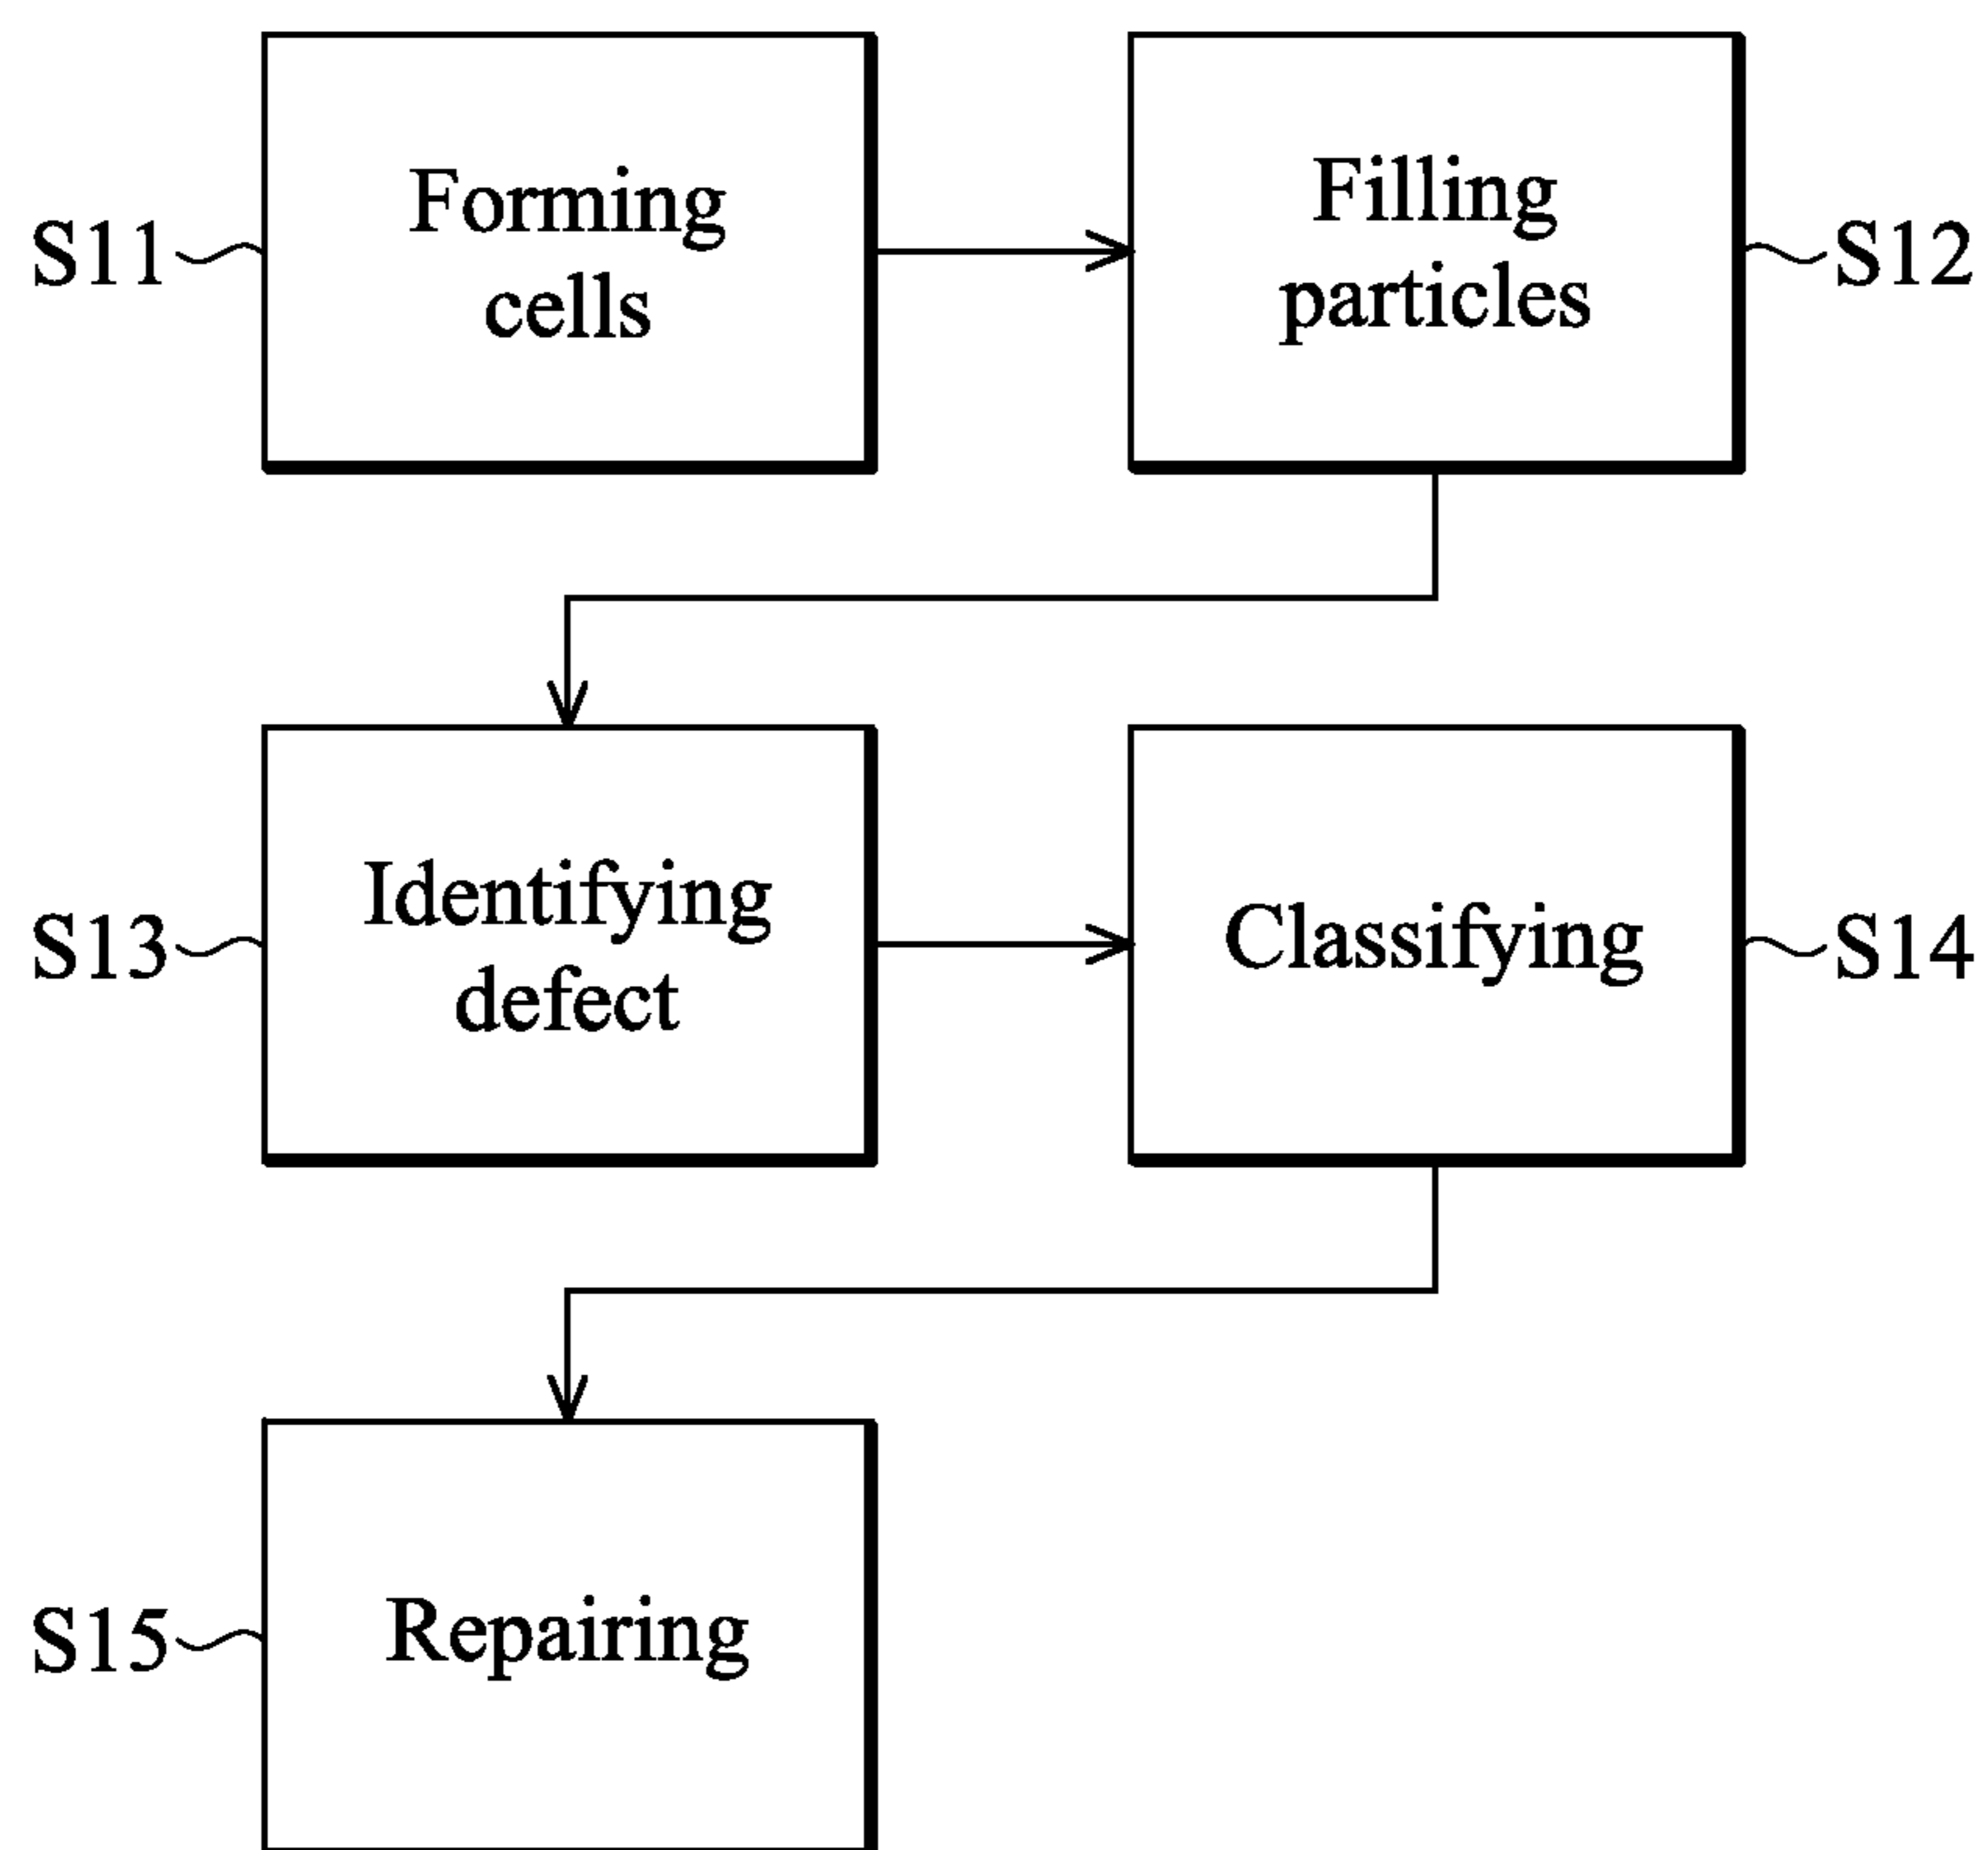 S11
Forming
cells
Filling
particles
S12
S13
Identifying
defect
Classifying
S14
S15
Repairing